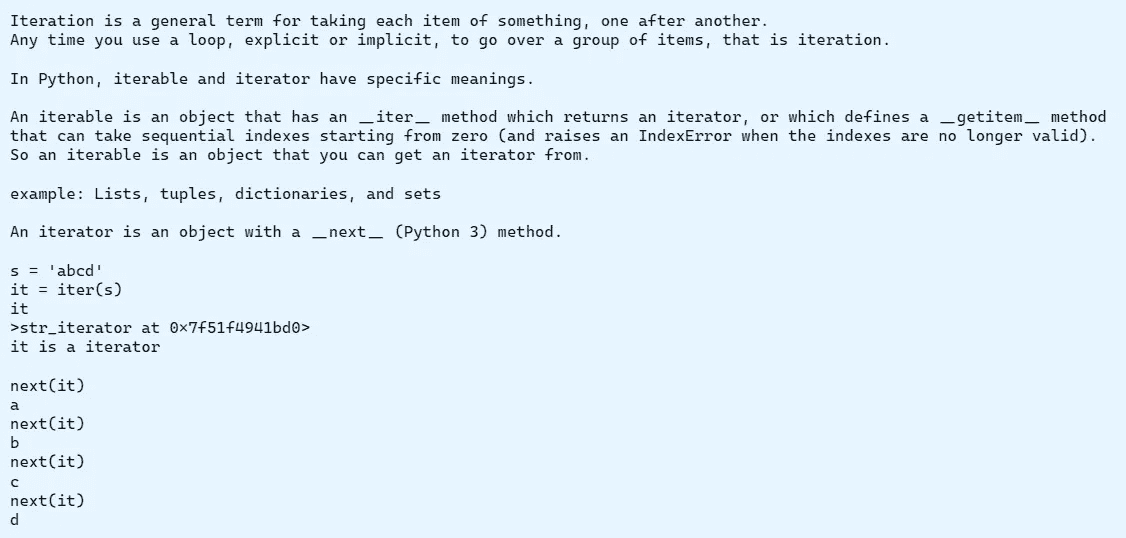 Iteration is a general term for taking each item of something, one after another.
Any time you use a loop, explicit or implicit, to go over a group of items, that is iteration.
In Python, iterable and iterator have specific meanings.
An iterable is an object that has an __iter__ method which returns an iterator, or which defines a __getitem__ method
that can take sequential indexes starting from zero (and raises an IndexError when the indexes are no longer valid).
So an iterable is an object that you can get an iterator from.
example: Lists, tuples, dictionaries, and sets
An iterator is an object with a __next__ (Python 3) method.
s = 'abcd'
it = iter(s)
it
>str_iterator at 0x7f51f4941bd0>
it is a iterator
next(it)
a
next(it)
b
next(it)
c
next(it)
d